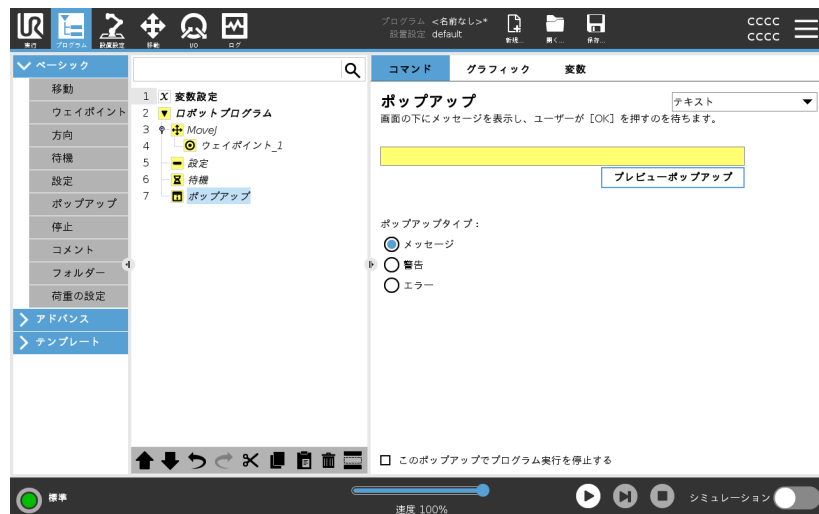 UR
実行
プログラム
設置設定
移動
I/O
ログ
プログラム <名前なし>*
設置設定 default
新規...
開く...
保存...
CCCC
CCCC
ベーシック
移動
ウェイポイント
方向
待機
設定
ポップアップ
停止
コメント
フォルダー
荷重の設定
アドバンス
テンプレート
1 X 変数設定
2 ロボットプログラム
3 MoveJ
4 ウェイポイント_1
5 設定
6 待機
7 ポップアップ
コマンド グラフィック 変数
ポップアップ
テキスト
画面の下にメッセージを表示し、ユーザーが [OK] を押すのを待ちます。
プレビューポップアップ
ポップアップタイプ：
メッセージ
警告
エラー
このポップアップでプログラム実行を停止する
標準
速度 100%
シミュレーション